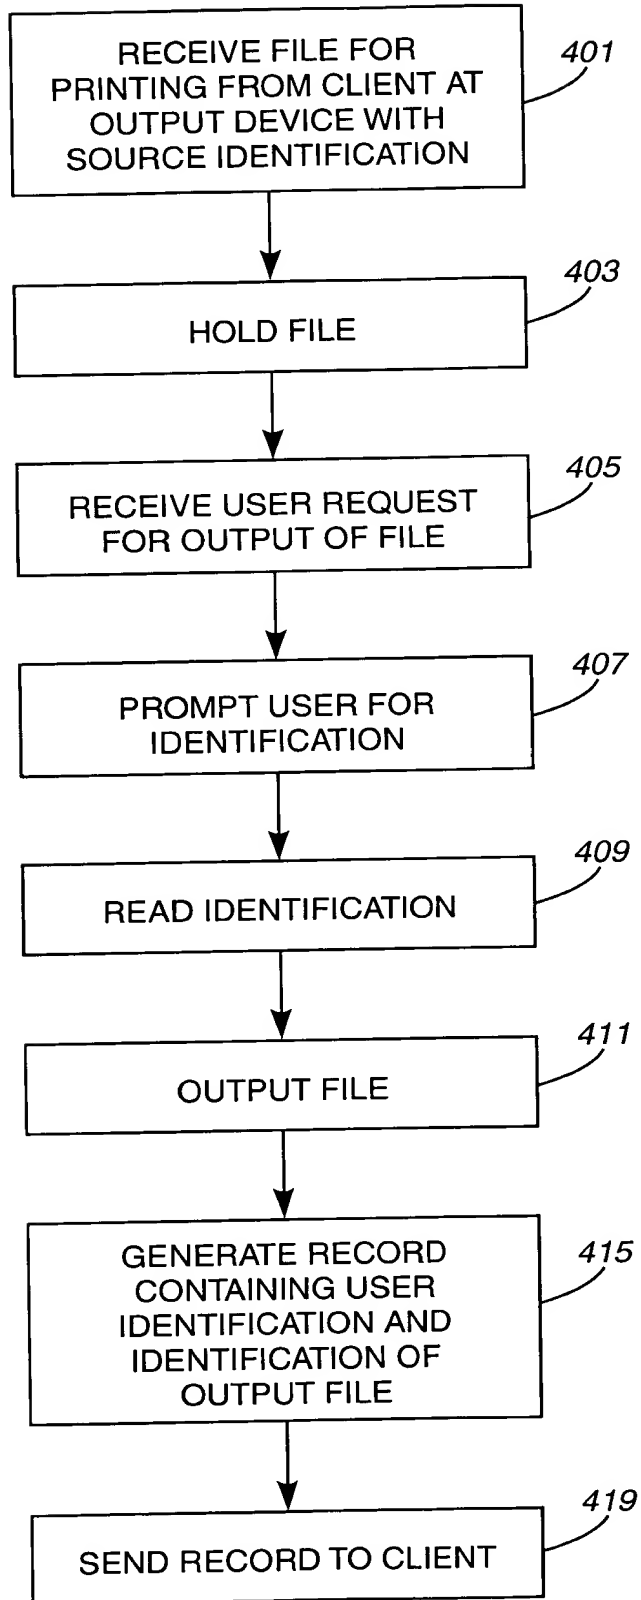 RECEIVE FILE FOR
PRINTING FROM CLIENT AT
OUTPUT DEVICE WITH
SOURCE IDENTIFICATION
401
HOLD FILE
403
RECEIVE USER REQUEST
FOR OUTPUT OF FILE
405
PROMPT USER FOR
IDENTIFICATION
407
READ IDENTIFICATION
409
OUTPUT FILE
411
GENERATE RECORD
CONTAINING USER
IDENTIFICATION AND
IDENTIFICATION OF
OUTPUT FILE
415
SEND RECORD TO CLIENT
419